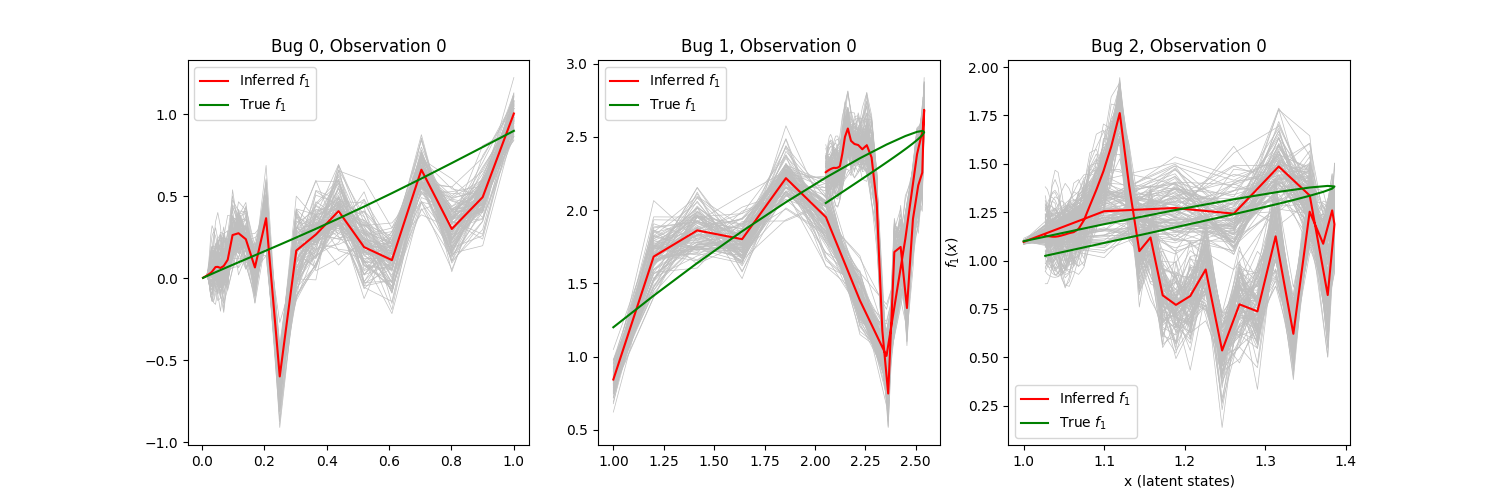 Bug 0, Observation 0
Inferred f₁
True f₁
1.0
0.5
0.0
−0.5
−1.0
0.0 0.2 0.4 0.6 0.8 1.0
Bug 1, Observation 0
Inferred f₁
True f₁
3.0
2.5
2.0
1.5
1.0
0.5
1.00 1.25 1.50 1.75 2.00 2.25 2.50
Bug 2, Observation 0
f₁(x)
2.00
1.75
1.50
1.25
1.00
0.75
0.50
0.25
Inferred f₁
True f₁
1.0 1.1 1.2 1.3 1.4
x (latent states)